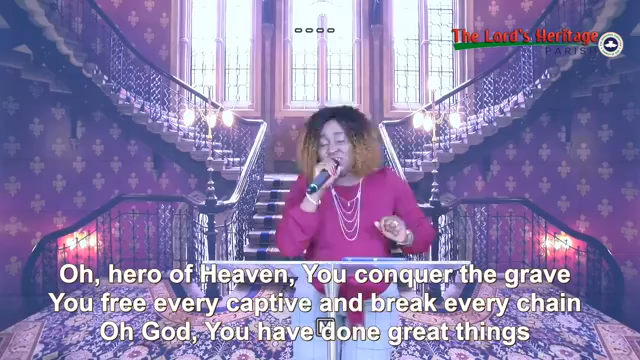 The Lord's Heritage
PARISH
Oh, hero of Heaven, You conquer the grave
You free every captive and break every chain
Oh God, You have done great things